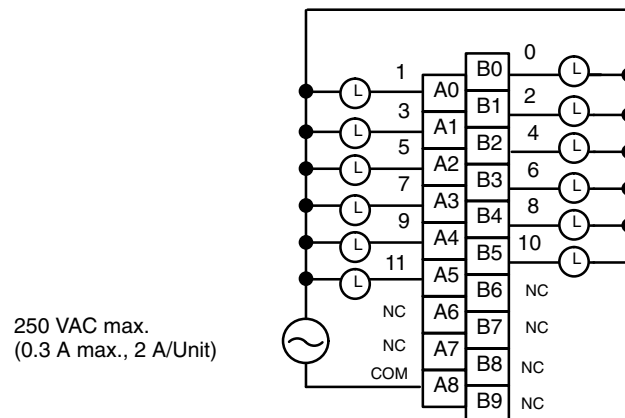 0
1 L B0 L
A0 2
3 L B1 L
A1 4
5 L B2 L
A2 6
7 L B3 L
A3 8
9 L B4 L
A4 10
11 L B5 L
A5 B6 NC
NC A6
B7 NC
250 VAC max.
(0.3 A max., 2 A/Unit)
NC A7
B8 NC
COM A8
B9 NC